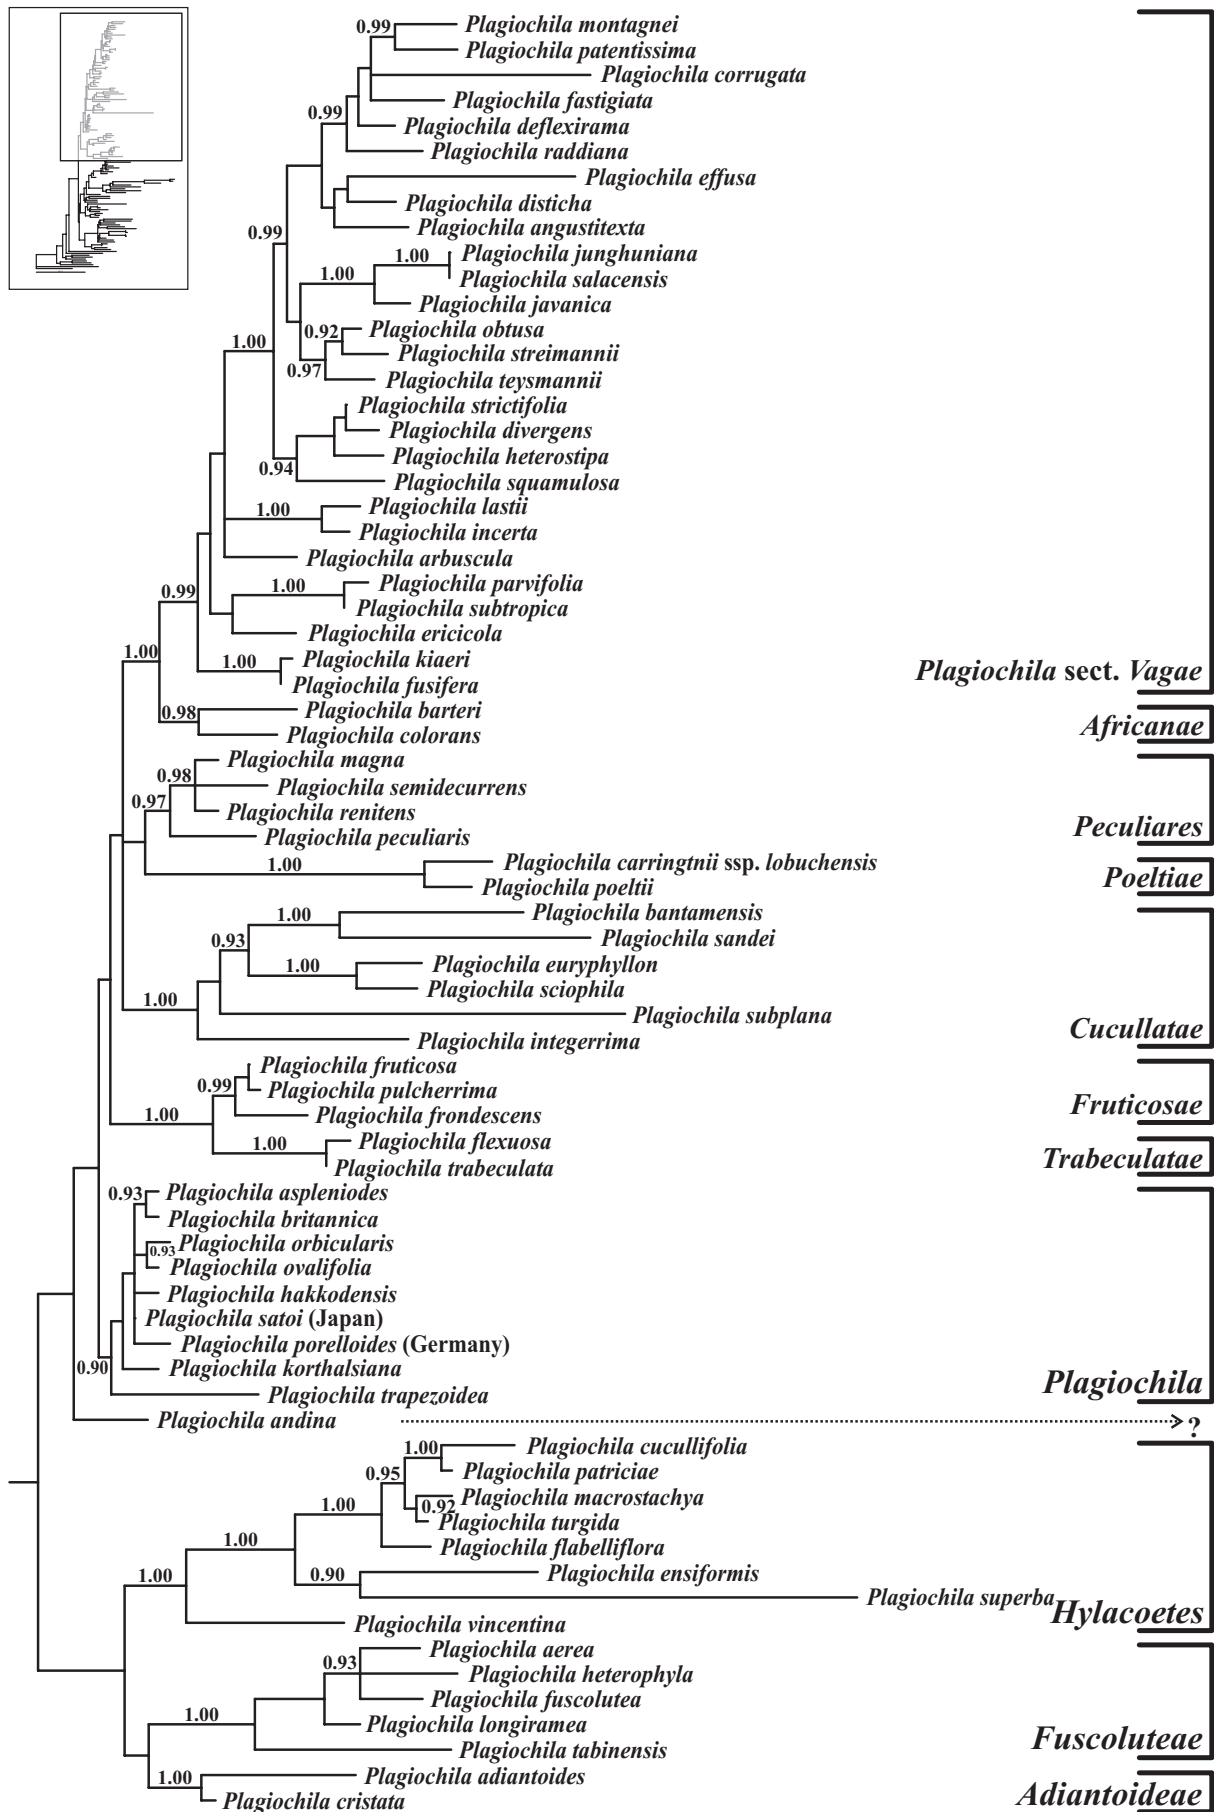 0.99
Plagiochila montagnei
Plagiochila patentissima
Plagiochila corrugata
Plagiochila fastigiata
0.99
Plagiochila deflexirama
Plagiochila raddiana
Plagiochila effusa
Plagiochila disticha
Plagiochila angustitexta
0.99
1.00
Plagiochila junghuniana
1.00
Plagiochila salacensis
Plagiochila javanica
0.92
Plagiochila obtusa
1.00
Plagiochila streimannii
0.97
Plagiochila teysmannii
Plagiochila strictifolia
Plagiochila divergens
Plagiochila heterostipa
0.94
Plagiochila squamulosa
1.00
Plagiochila lastii
Plagiochila incerta
Plagiochila arbuscula
0.99
1.00
Plagiochila parvifolia
Plagiochila subtropica
Plagiochila ericicola
1.00
1.00
Plagiochila kiaeri
Plagiochila sect. Vagae
Plagiochila fusifera
0.98
Plagiochila barteri
Plagiochila colorans
Africanae
Plagiochila magna
0.98
Plagiochila semidecurrens
0.97
Plagiochila renitens
Plagiochila peculiaris
Peculiares
1.00
Plagiochila carringtnii ssp. lobuchensis
Plagiochila poeltii
Poeltiae
1.00
Plagiochila bantamensis
0.93
Plagiochila sandei
1.00
Plagiochila euryphyllon
Plagiochila sciophila
1.00
Plagiochila subplana
Plagiochila integerrima
Cucullatae
Plagiochila fruticosa
0.99
Plagiochila pulcherrima
1.00
Plagiochila frondescens
Fruticosae
1.00
Plagiochila flexuosa
Plagiochila trabeculata
Trabeculatae
0.93
Plagiochila aspleniodes
Plagiochila britannica
0.93
Plagiochila orbicularis
Plagiochila ovalifolia
Plagiochila hakkodensis
Plagiochila satoi (Japan)
Plagiochila porelloides (Germany)
0.90
Plagiochila korthalsiana
Plagiochila trapezoidea
Plagiochila
Plagiochila andina
?
1.00
Plagiochila cucullifolia
0.95
Plagiochila patriciae
1.00
0.92
Plagiochila macrostachya
Plagiochila turgida
1.00
Plagiochila flabelliflora
1.00
0.90
Plagiochila ensiformis
Plagiochila superba
Hylacoetes
Plagiochila vincentina
Plagiochila aerea
0.93
Plagiochila heterophyla
Plagiochila fuscolutea
1.00
Plagiochila longiramea
Plagiochila tabinensis
Fuscoluteae
1.00
Plagiochila adiantoides
Plagiochila cristata
Adiantoideae